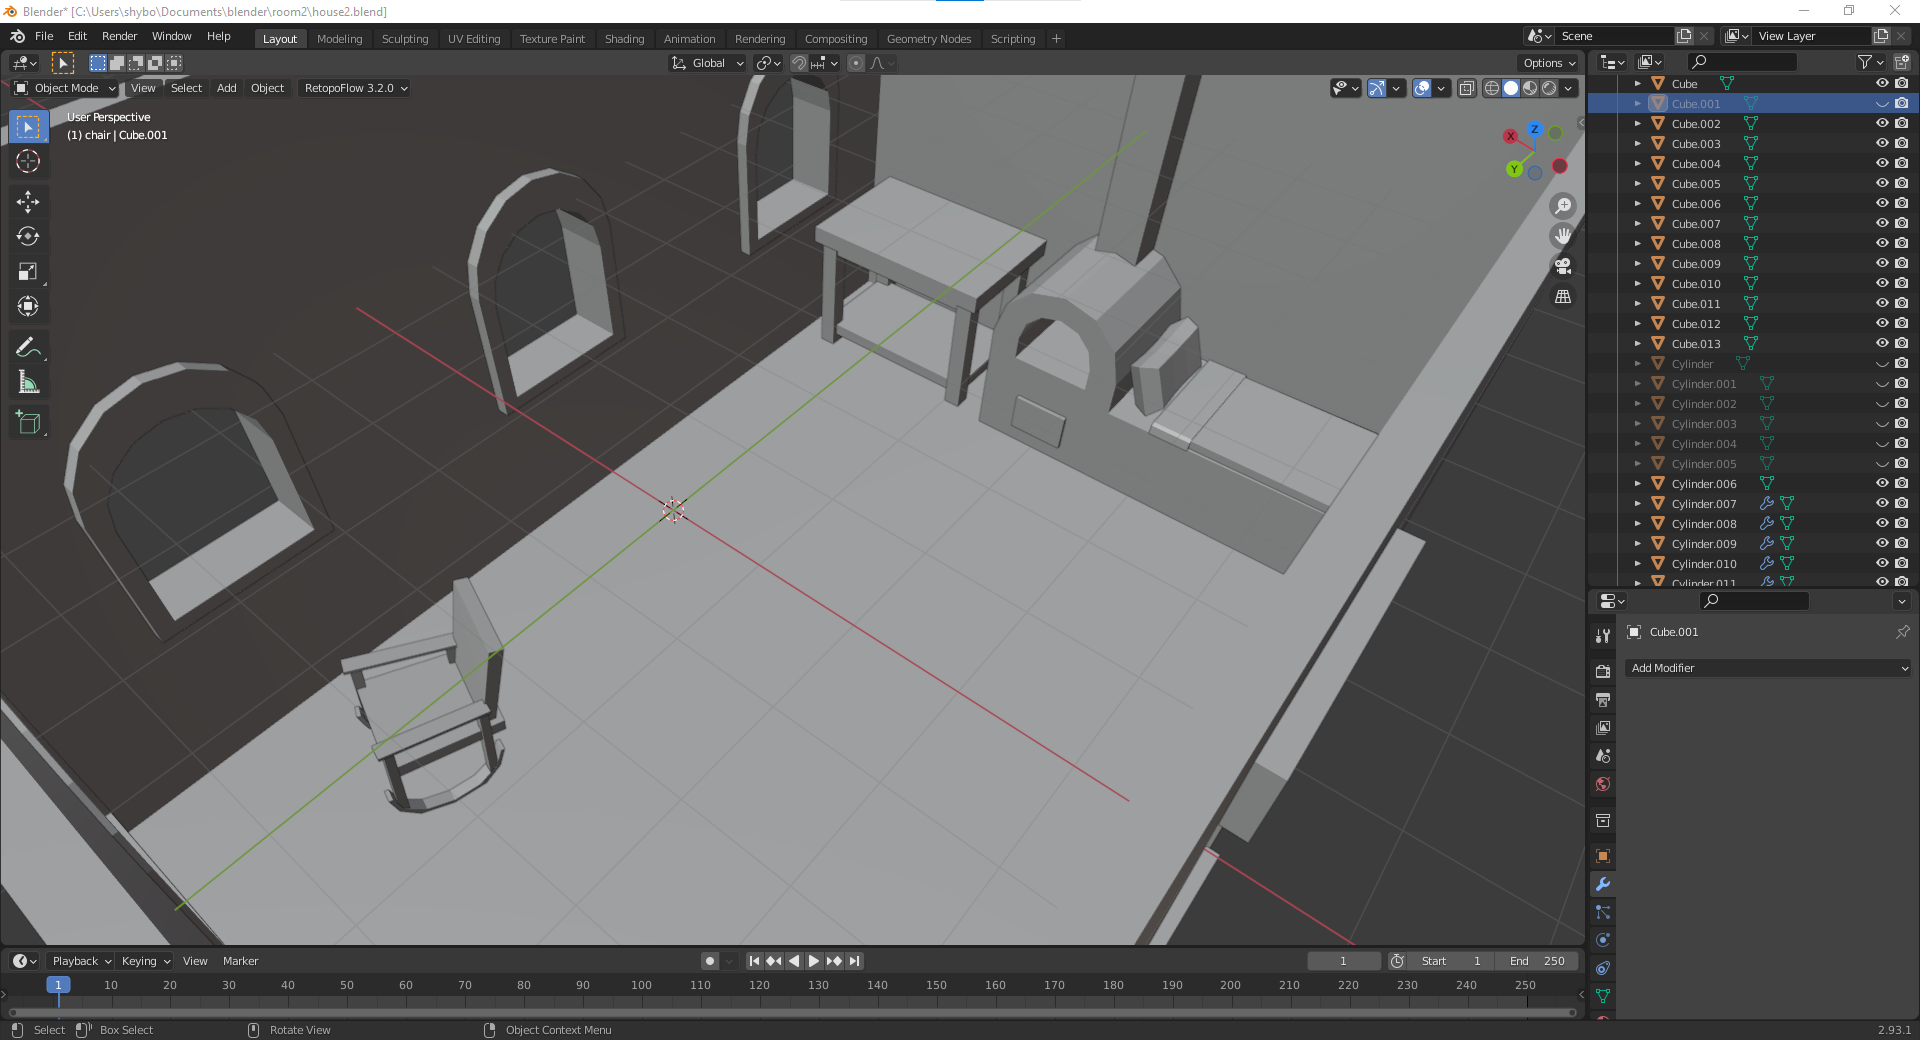 Blender* [C:\Users\shybo\Documents\blender\room2\house2.blend]
File Edit Render Window Help Layout Modeling Sculpting UV Editing Texture Paint Shading Animation Rendering Compositing Geometry Nodes Scripting + Scene View Layer
Global Options
Object Mode View Select Add Object RetopoFlow 3.2.0
User Perspective
(1) chair | Cube.001
X Z Y
Cube
Cube.001
Cube.002
Cube.003
Cube.004
Cube.005
Cube.006
Cube.007
Cube.008
Cube.009
Cube.010
Cube.011
Cube.012
Cube.013
Cylinder
Cylinder.001
Cylinder.002
Cylinder.003
Cylinder.004
Cylinder.005
Cylinder.006
Cylinder.007
Cylinder.008
Cylinder.009
Cylinder.010
Cylinder.011
Cube.001
Add Modifier
Playback Keying View Marker 1 Start 1 End 250
1 10 20 30 40 50 60 70 80 90 100 110 120 130 140 150 160 170 180 190 200 210 220 230 240 250
Select Box Select Rotate View Object Context Menu 2.93.1